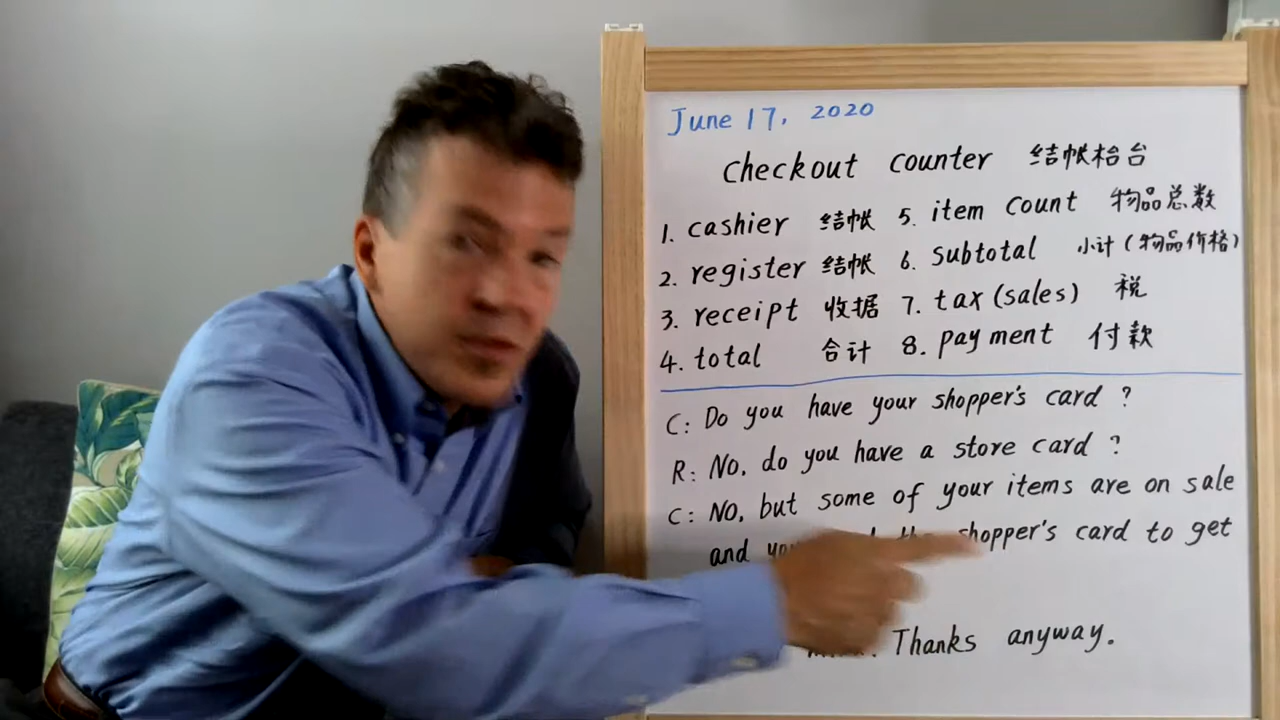 June 17, 2020
checkout counter 结帐枱台
1. cashier 结帐 5. item count 物品总数
2. register 结帐 6. subtotal 小计(物品价格)
3. receipt 收据 7. tax (sales) 税
4. total 合计 8. payment 付款
C: Do you have your shopper's card ?
R: No, do you have a store card ?
C: NO, but some of your items are on sale
and shopper's card to get
Thanks anyway.